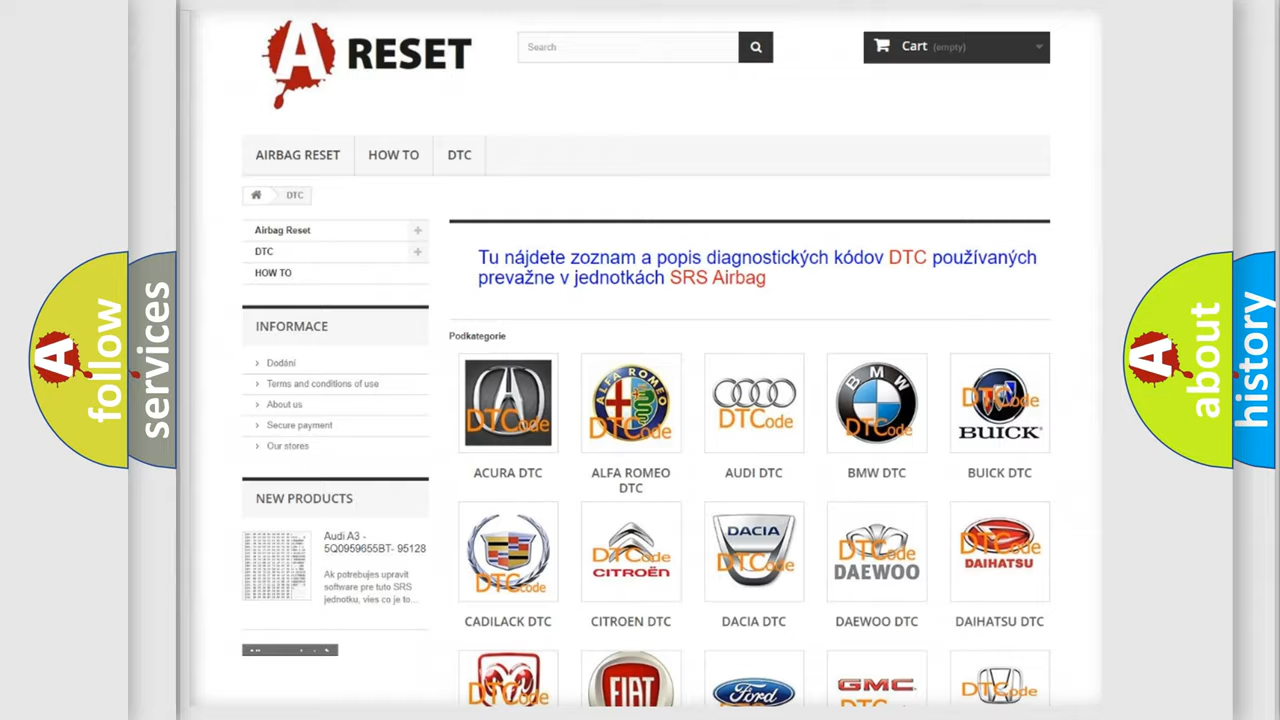 A RESET
Search
Cart (empty)
AIRBAG RESET
HOW TO
DTC
DTC
Airbag Reset
DTC
HOW TO
Tu nájdete zoznam a popis diagnostických kódov DTC používaných
prevažne v jednotkách SRS Airbag
INFORMACE
Dodání
Terms and conditions of use
About us
Secure payment
Our stores
NEW PRODUCTS
Audi A3 -
5Q0959655BT- 95128
Ak potrebujes upravit
software pre tuto SRS
jednotku, vies co je to...
Podkategorie
DTCode
ALFA ROMEO
DTCode
DTCode
BMW
DTCode
DTCode
BUICK
ACURA DTC
ALFA ROMEO
DTC
AUDI DTC
BMW DTC
BUICK DTC
DTCode
DTCode
CITROËN
DACIA
DTCode
DTCode
DAEWOO
DTCode
DAIHATSU
CADILACK DTC
CITROEN DTC
DACIA DTC
DAEWOO DTC
DAIHATSU DTC
DTCode
FIAT
Ford
GMC
DTCode
A
follow
services
A
about
history